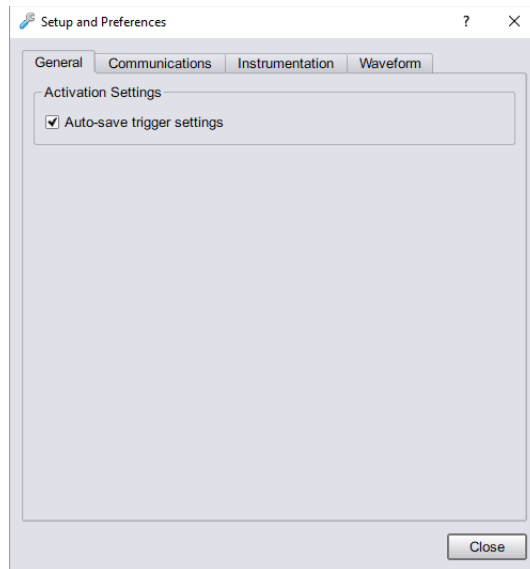 Setup and Preferences ?
General Communications Instrumentation Waveform
Activation Settings
Auto-save trigger settings
Close